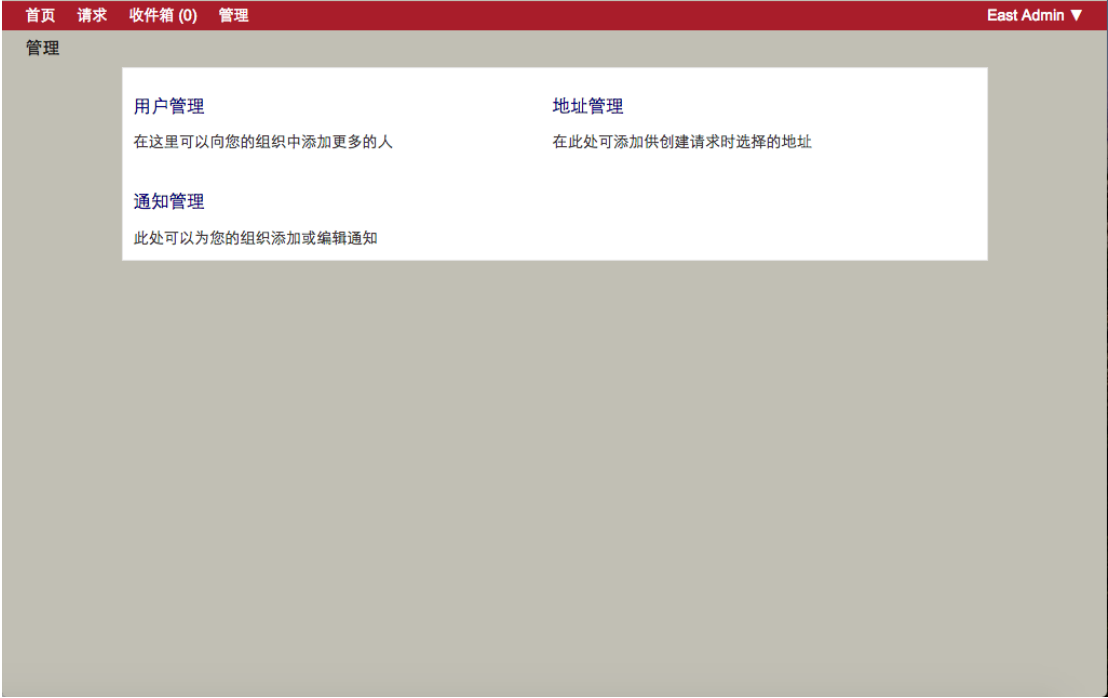 首页 请求 收件箱 (0) 管理 East Admin ▼
管理
用户管理
在这里可以向您的组织中添加更多的人
地址管理
在此处可添加供创建请求时选择的地址
通知管理
此处可以为您的组织添加或编辑通知